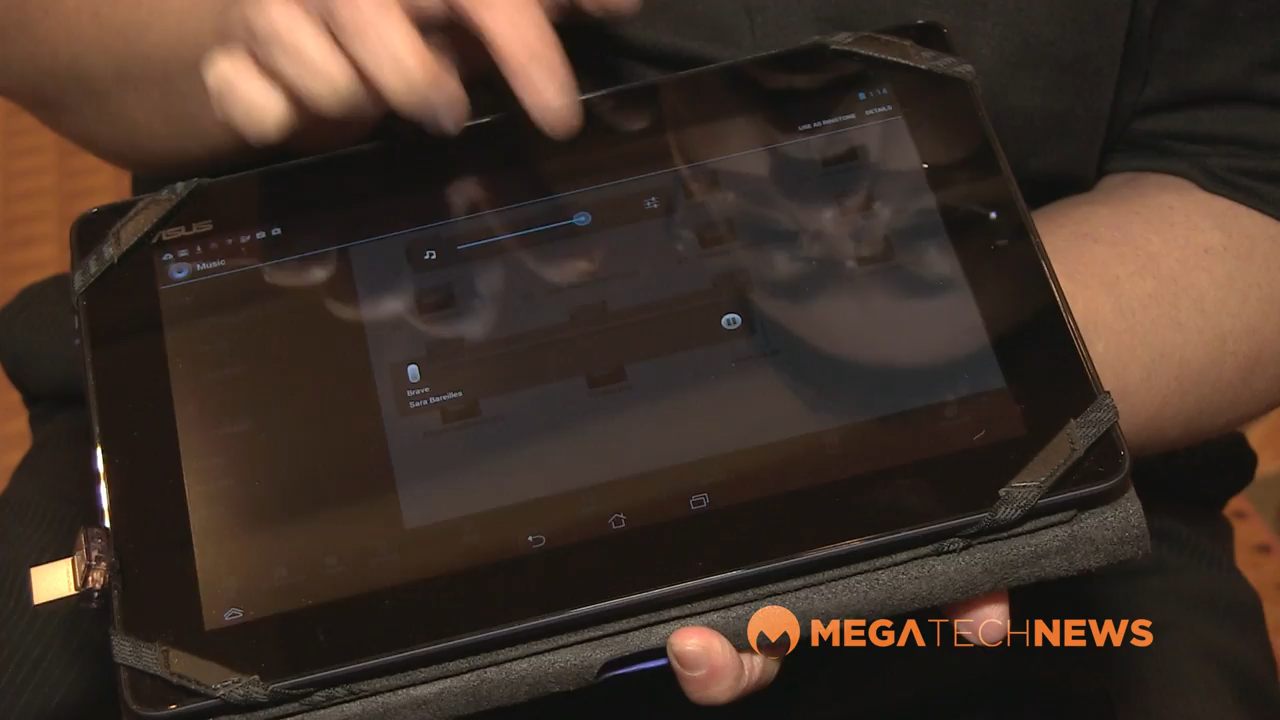 USE AS RINGTONE DETAILS
ASUS
Music
Brave
Sara Bareilles
MEGATECHNEWS